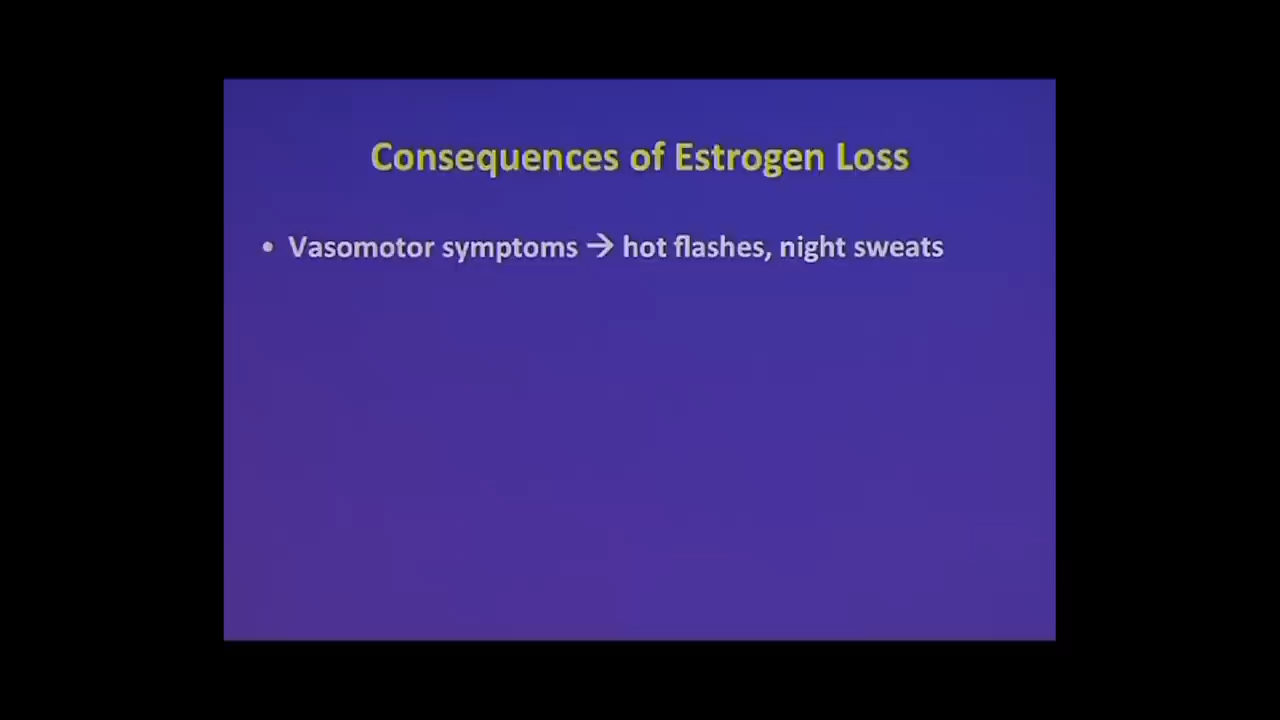 Consequences of Estrogen Loss
• Vasomotor symptoms → hot flashes, night sweats